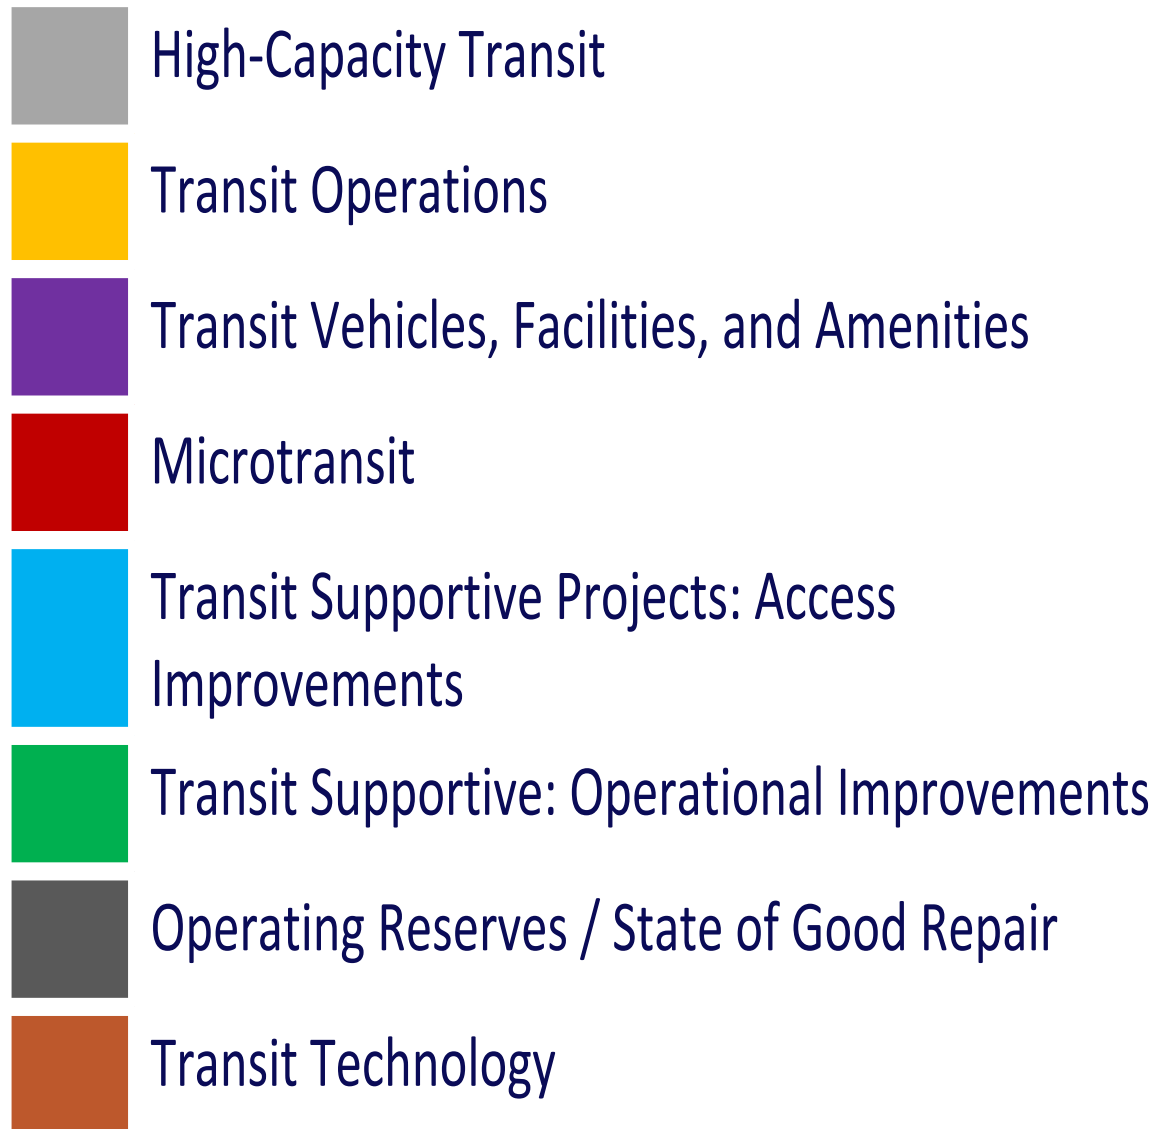 High-Capacity Transit
Transit Operations
Transit Vehicles, Facilities, and Amenities
Microtransit
Transit Supportive Projects: Access
Improvements
Transit Supportive: Operational Improvements
Operating Reserves / State of Good Repair
Transit Technology